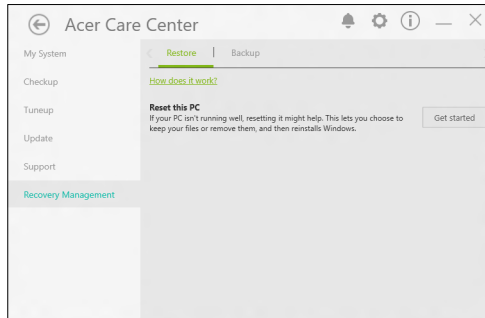 Acer Care Center
My System
Checkup
Tuneup
Update
Support
Recovery Management
Restore
Backup
How does it work?
Reset this PC
If your PC isn't running well, resetting it might help. This lets you choose to
keep your files or remove them, and then reinstalls Windows.
Get started